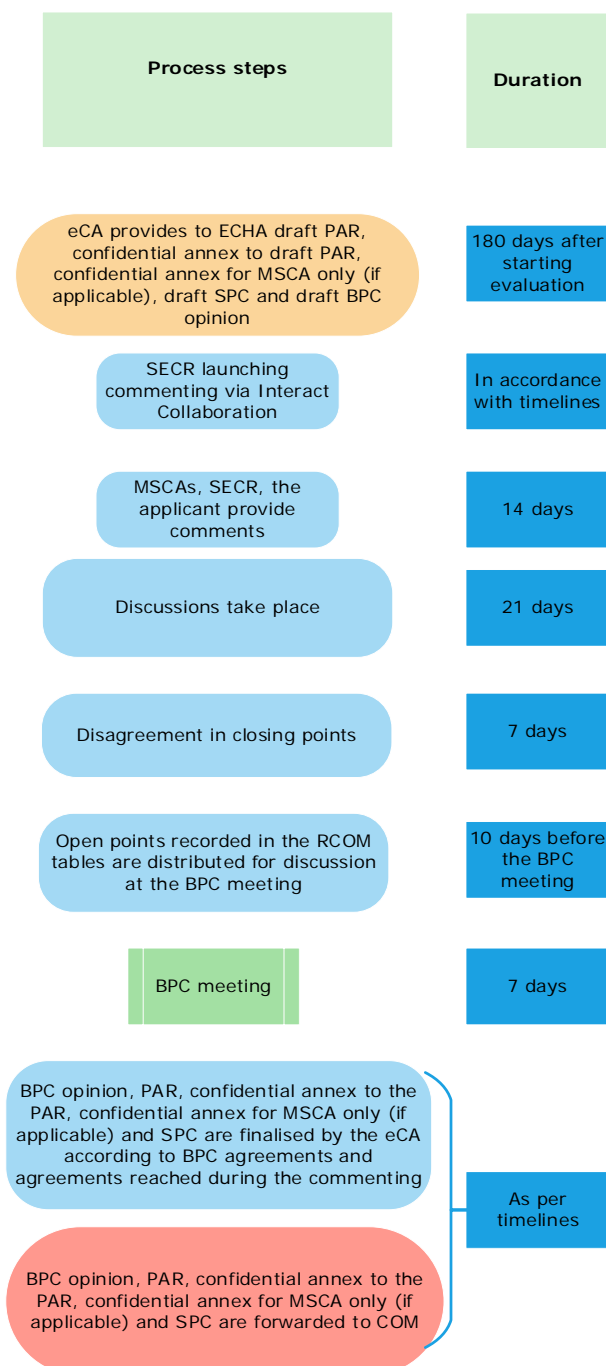 Process steps
Duration
eCA provides to ECHA draft PAR,
confidential annex to draft PAR,
confidential annex for MSCA only (if
applicable), draft SPC and draft BPC
opinion
180 days after
starting
evaluation
SECR launching
commenting via Interact
Collaboration
In accordance
with timelines
MSCAs, SECR, the
applicant provide
comments
14 days
Discussions take place
21 days
Disagreement in closing points
7 days
Open points recorded in the RCOM
tables are distributed for discussion
at the BPC meeting
10 days before
the BPC
meeting
BPC meeting
7 days
BPC opinion, PAR, confidential annex to the
PAR, confidential annex for MSCA only (if
applicable) and SPC are finalised by the eCA
according to BPC agreements and
agreements reached during the commenting
As per
timelines
BPC opinion, PAR, confidential annex to the
PAR, confidential annex for MSCA only (if
applicable) and SPC are forwarded to COM